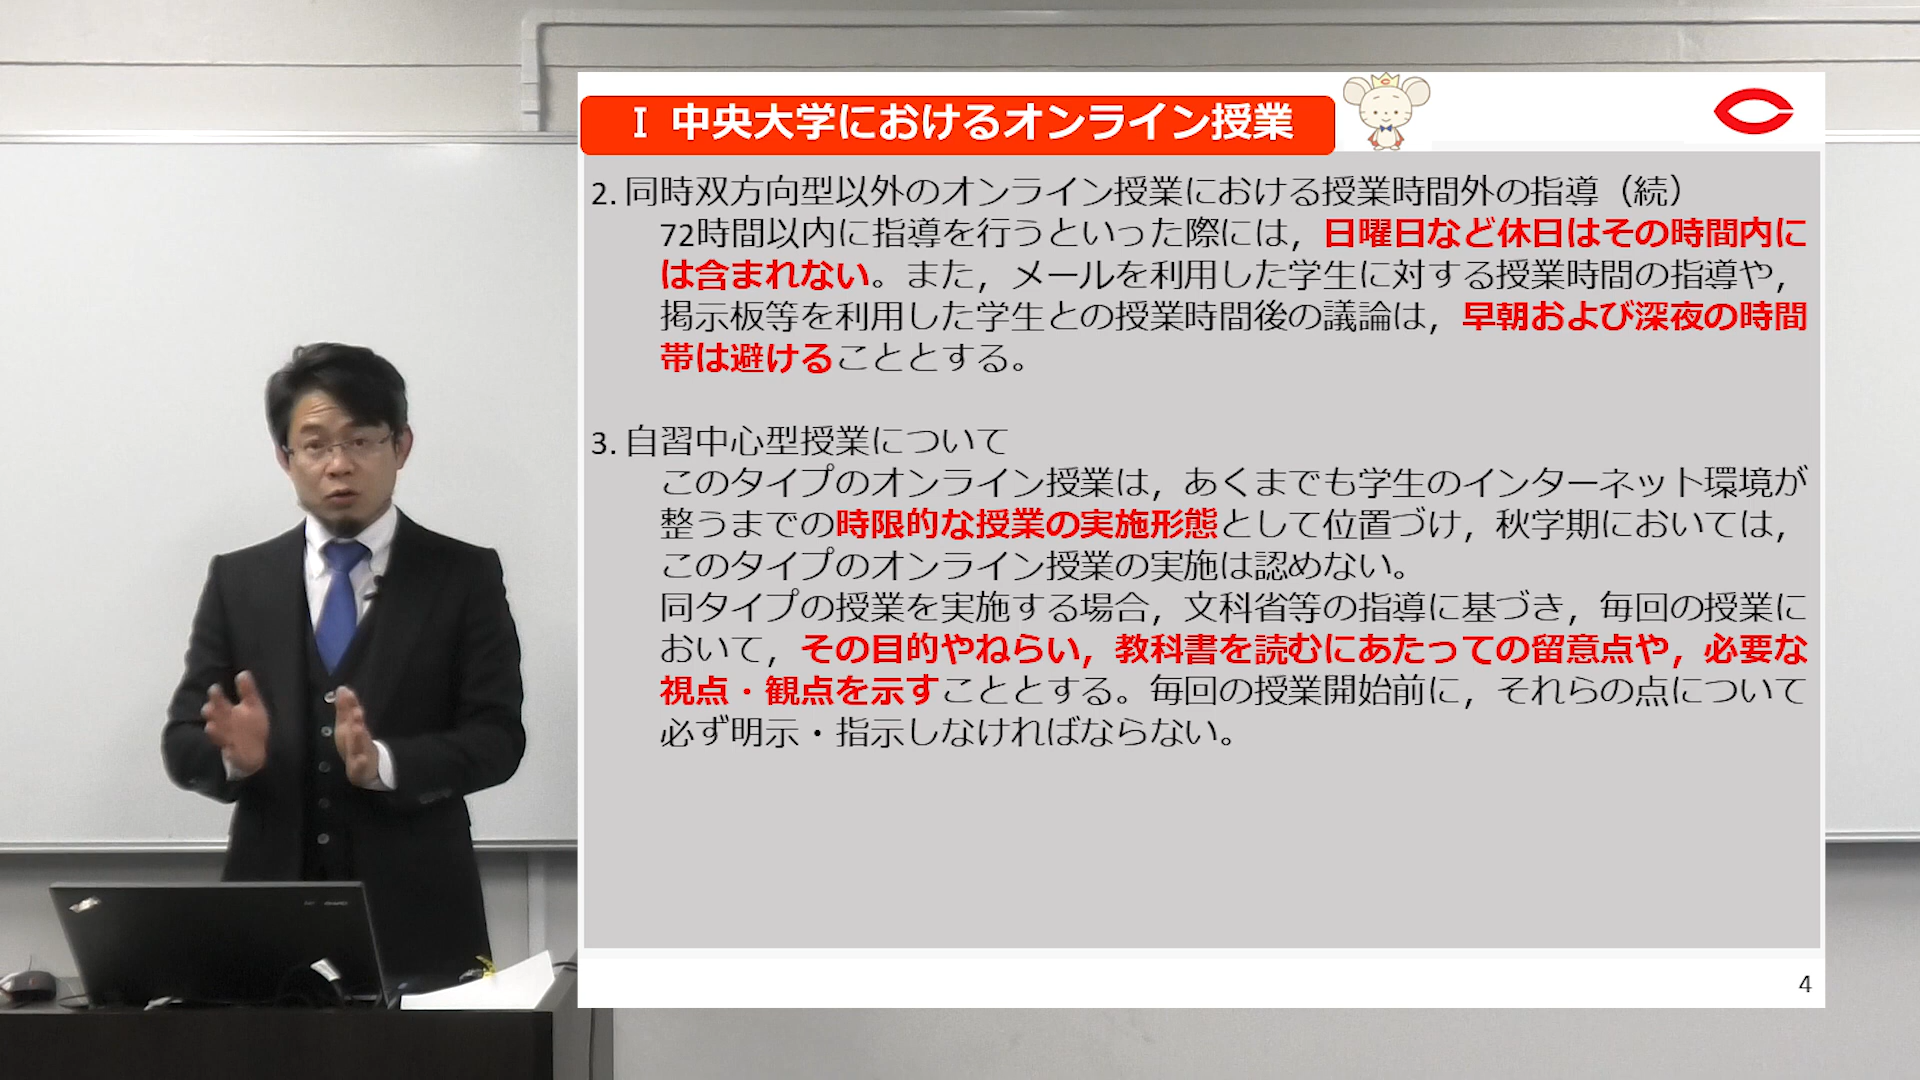 Ⅰ 中央大学におけるオンライン授業
2. 同時双方向型以外のオンライン授業における授業時間外の指導（続）
72時間以内に指導を行うといった際には，日曜日など休日はその時間内に
は含まれない。また，メールを利用した学生に対する授業時間の指導や，
掲示板等を利用した学生との授業時間後の議論は，早朝および深夜の時間
帯は避けることとする。
3. 自習中心型授業について
このタイプのオンライン授業は，あくまでも学生のインターネット環境が
整うまでの時限的な授業の実施形態として位置づけ，秋学期においては，
このタイプのオンライン授業の実施は認めない。
同タイプの授業を実施する場合，文科省等の指導に基づき，毎回の授業に
おいて，その目的やねらい，教科書を読むにあたっての留意点や，必要な
視点・観点を示すこととする。毎回の授業開始前に，それらの点について
必ず明示・指示しなければならない。
4